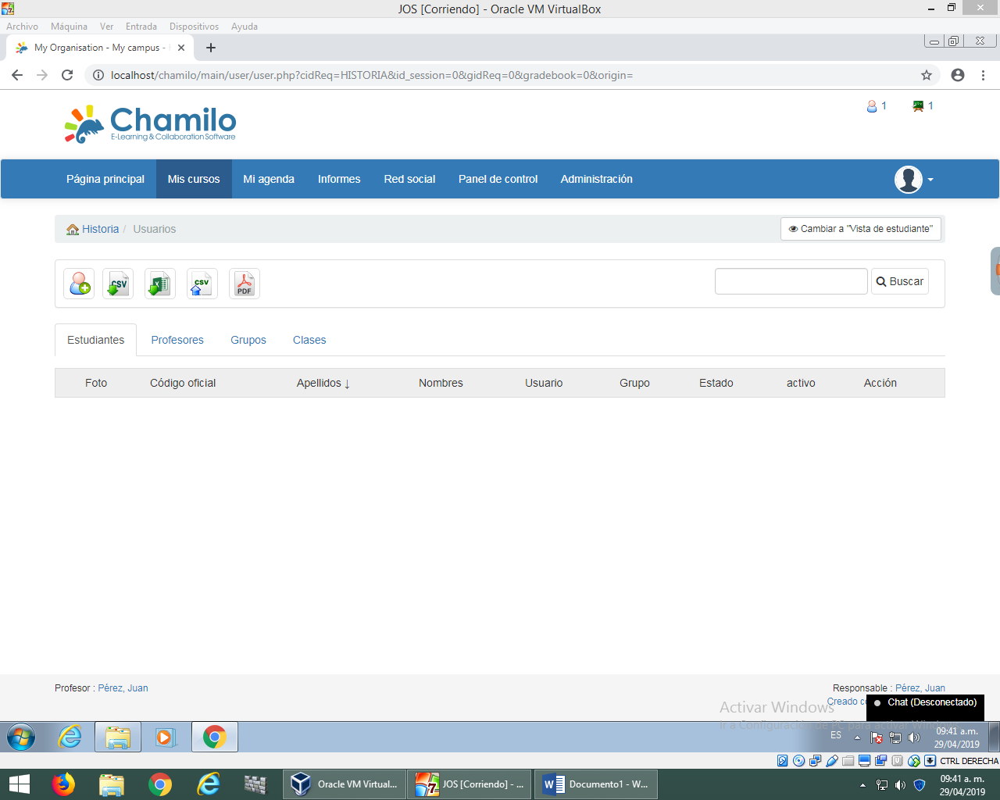 JOS [Corriendo] - Oracle VM VirtualBox
Archivo Máquina Ver Entrada Dispositivos Ayuda
My Organisation - My campus -
localhost/chamilo/main/user/user.php?cidReq=HISTORIA&id_session=0&gidReq=0&gradebook=0&origin=
Chamilo
E-Learning & Collaboration Software
1 1
Página principal Mis cursos Mi agenda Informes Red social Panel de control Administración
Historia / Usuarios
Cambiar a "Vista de estudiante"
CSV CSV PDF
Buscar
Estudiantes Profesores Grupos Clases
Foto Código oficial Apellidos ↓ Nombres Usuario Grupo Estado activo Acción
Profesor : Pérez, Juan
Responsable : Pérez, Juan
Creado
Chat (Desconectado)
Activar Windows
Ir a Configuración de PC para activar
ES
09:41 a.m.
29/04/2019
CTRL DERECHA
Oracle VM Virtual...
JOS [Corriendo] - ...
Documento1 - W...
09:41 a. m.
29/04/2019